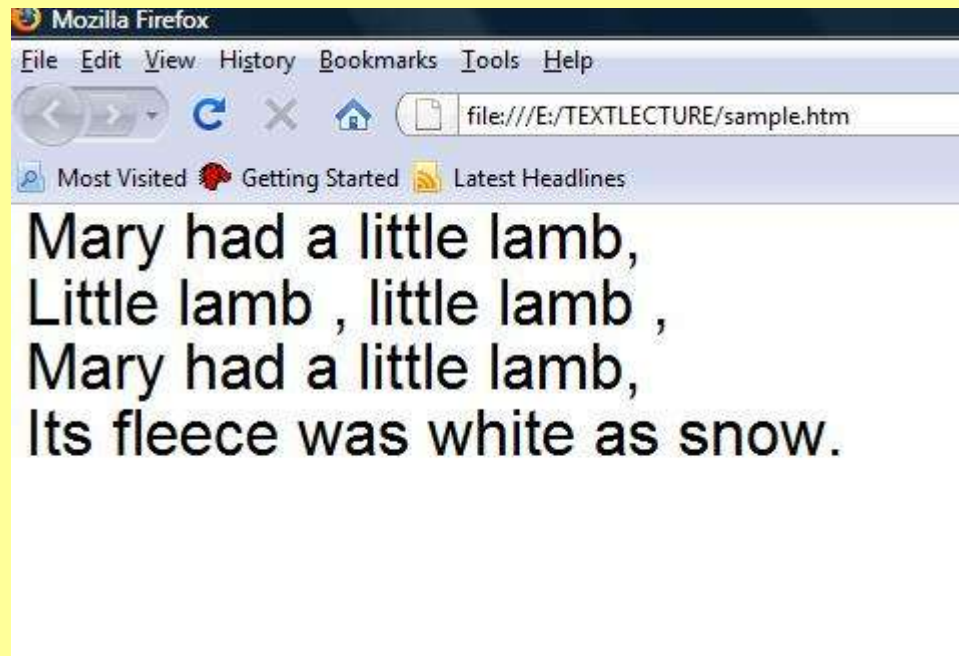 Mozilla Firefox
File Edit View History Bookmarks Tools Help
file:///E:/TEXTLECTURE/sample.htm
Most Visited Getting Started Latest Headlines
Mary had a little lamb,
Little lamb , little lamb ,
Mary had a little lamb,
Its fleece was white as snow.